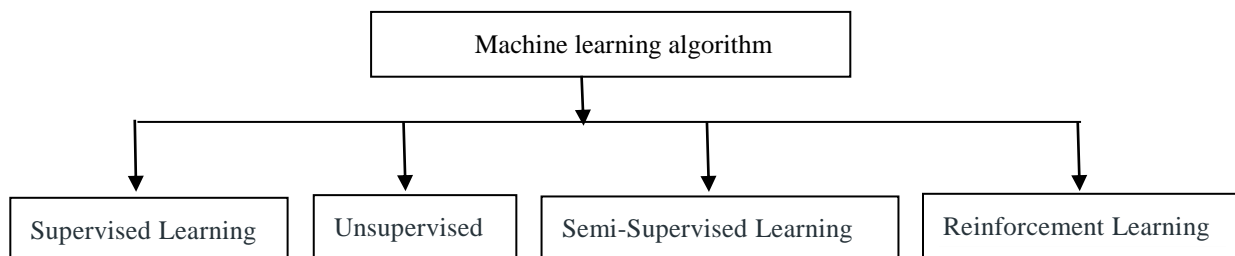 Machine learning algorithm
Supervised Learning
Unsupervised
Semi-Supervised Learning
Reinforcement Learning